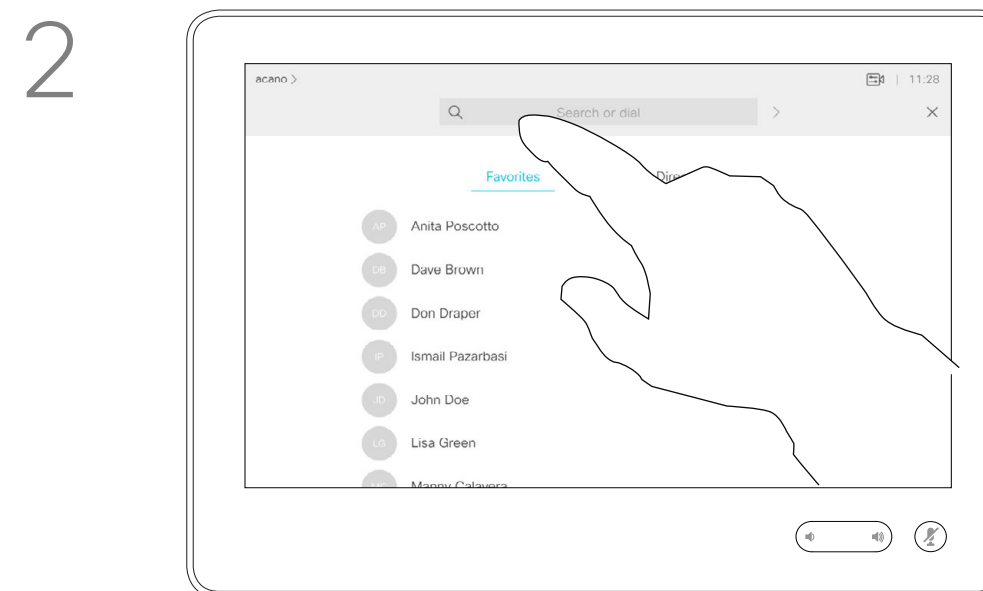 2
acano >
11:28
Search or dial
>
Favorites
AP Anita Poscotto
DB Dave Brown
DD Don Draper
IP Ismail Pazarbasi
JD John Doe
LG Lisa Green
Manny Calavera